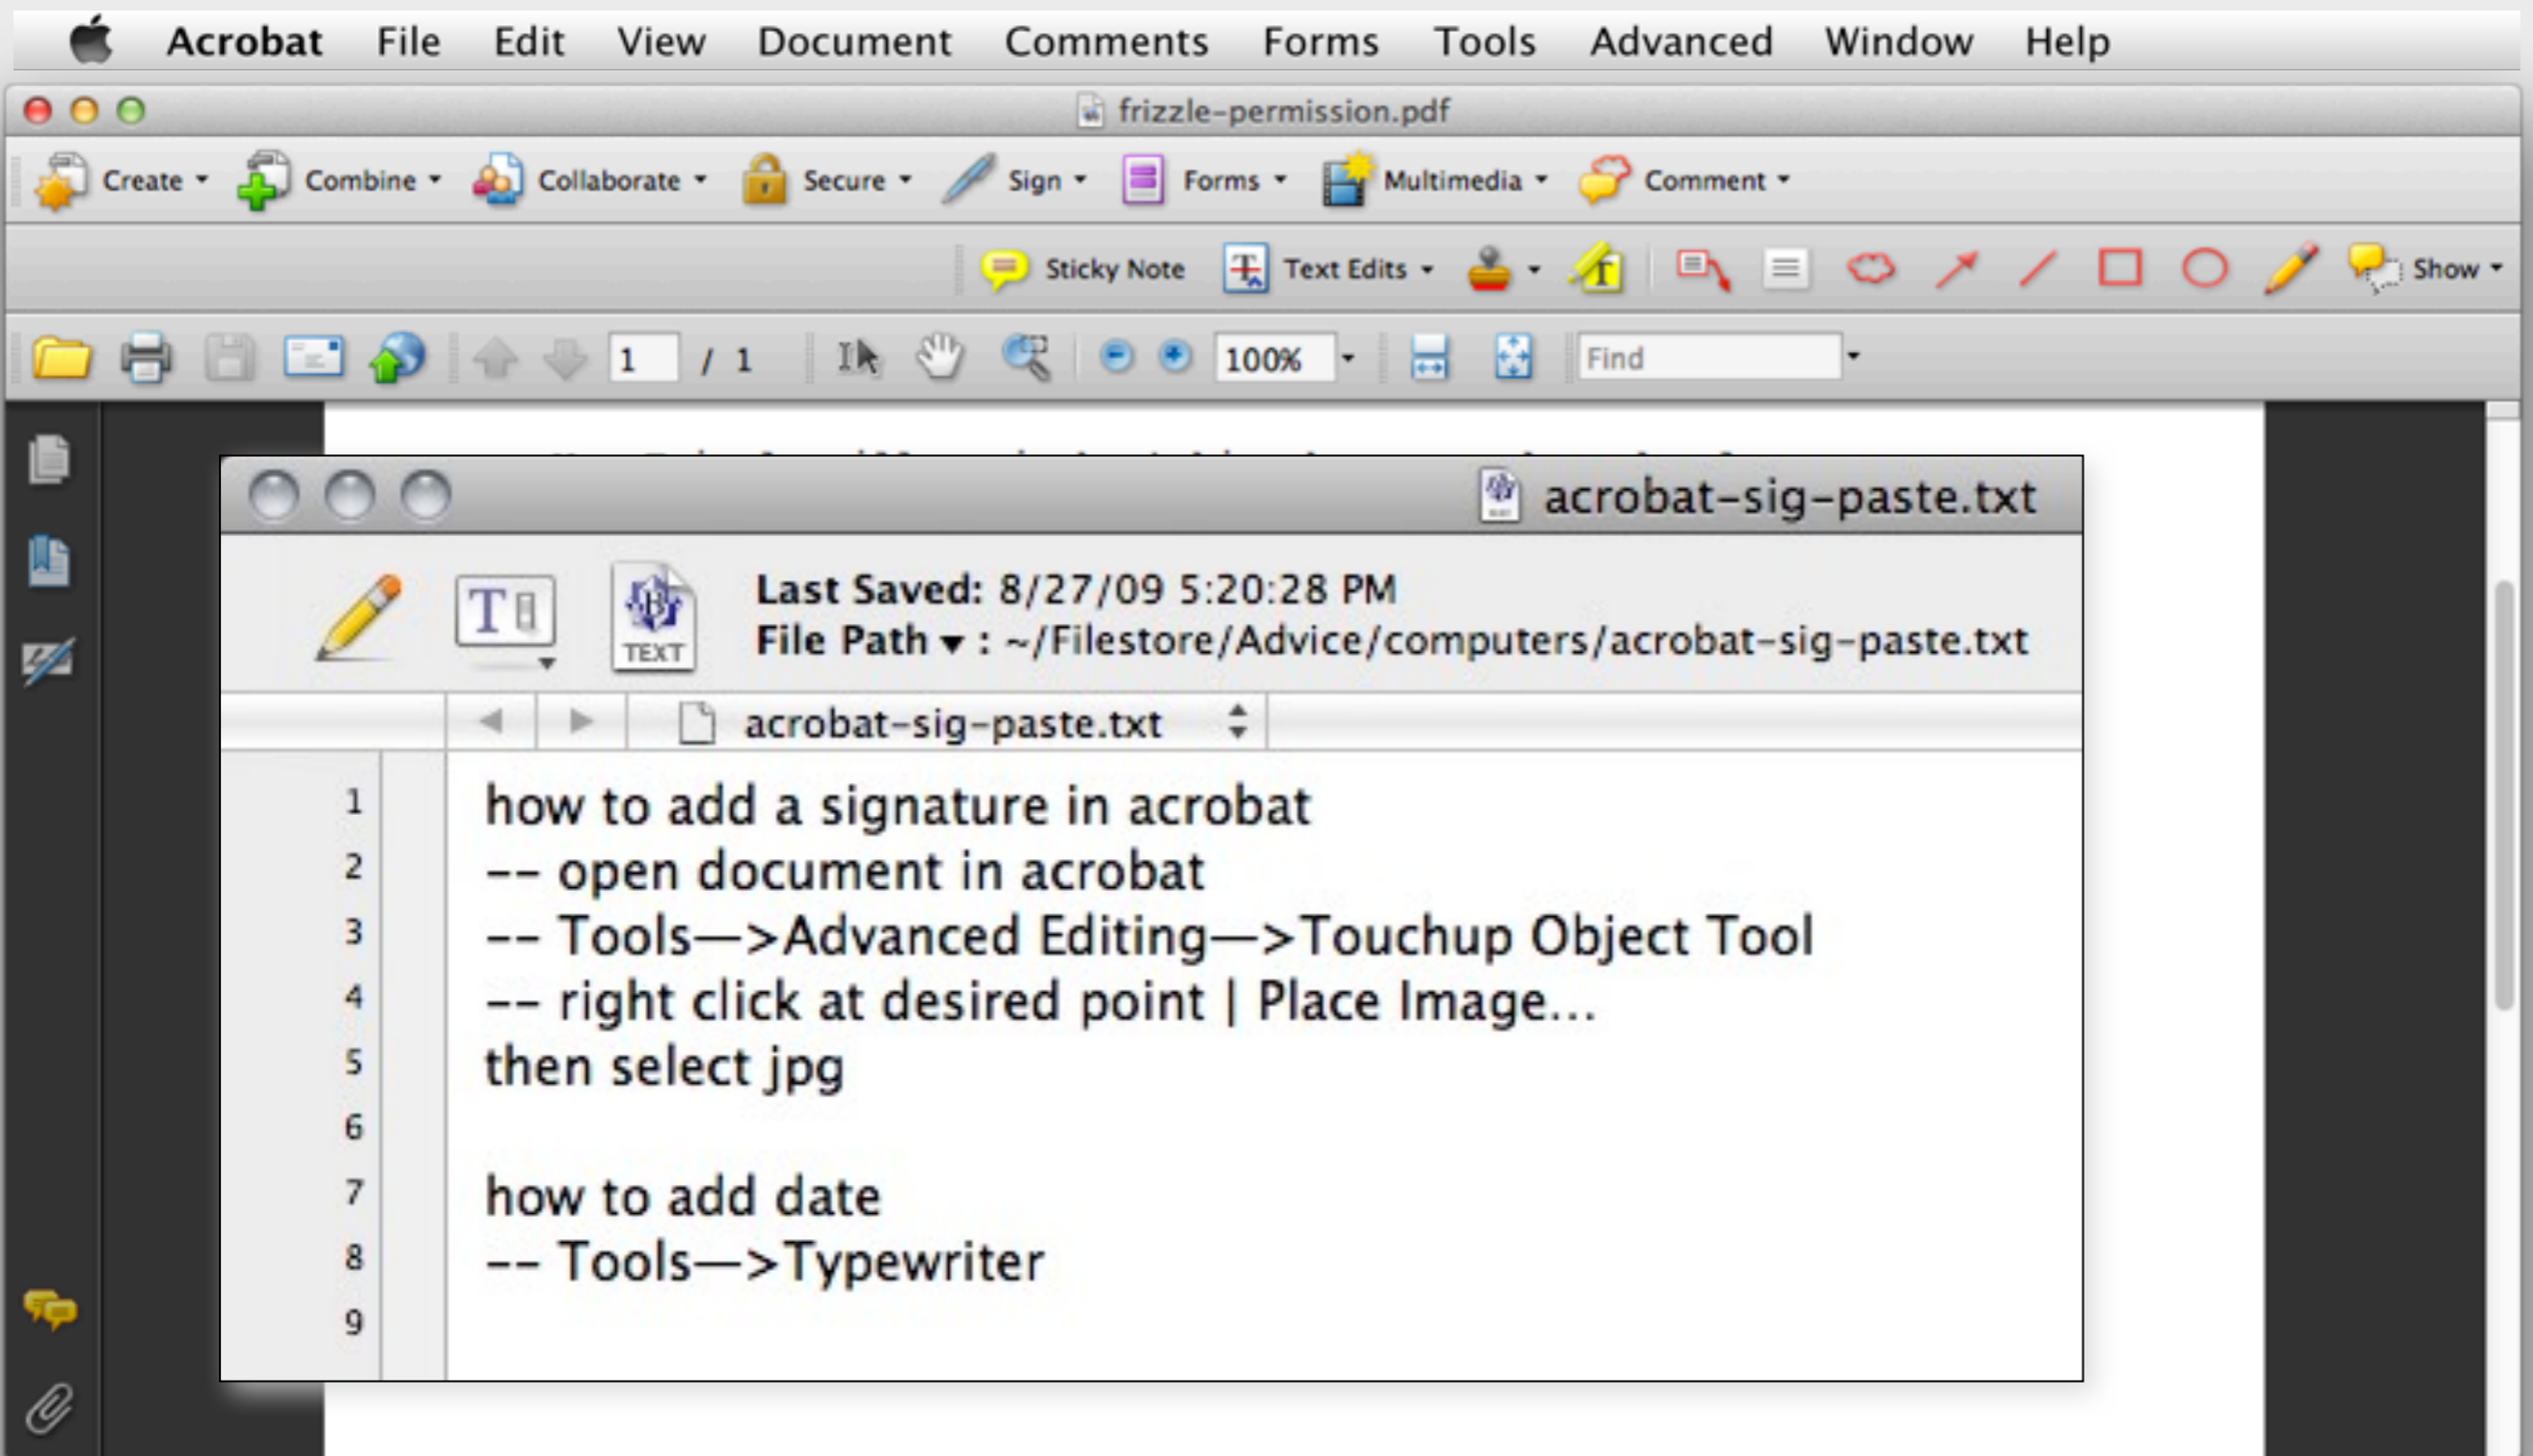 Acrobat File Edit View Document Comments Forms Tools Advanced Window Help
frizzle-permission.pdf
Create Combine Collaborate Secure Sign Forms Multimedia Comment
Sticky Note Text Edits Show
1 / 1 100% Find
acrobat-sig-paste.txt
Last Saved: 8/27/09 5:20:28 PM
TEXT File Path : ~/Filestore/Advice/computers/acrobat-sig-paste.txt
acrobat-sig-paste.txt
1 how to add a signature in acrobat
2 -- open document in acrobat
3 -- Tools—>Advanced Editing—>Touchup Object Tool
4 -- right click at desired point | Place Image...
5 then select jpg
6
7 how to add date
8 -- Tools—>Typewriter
9